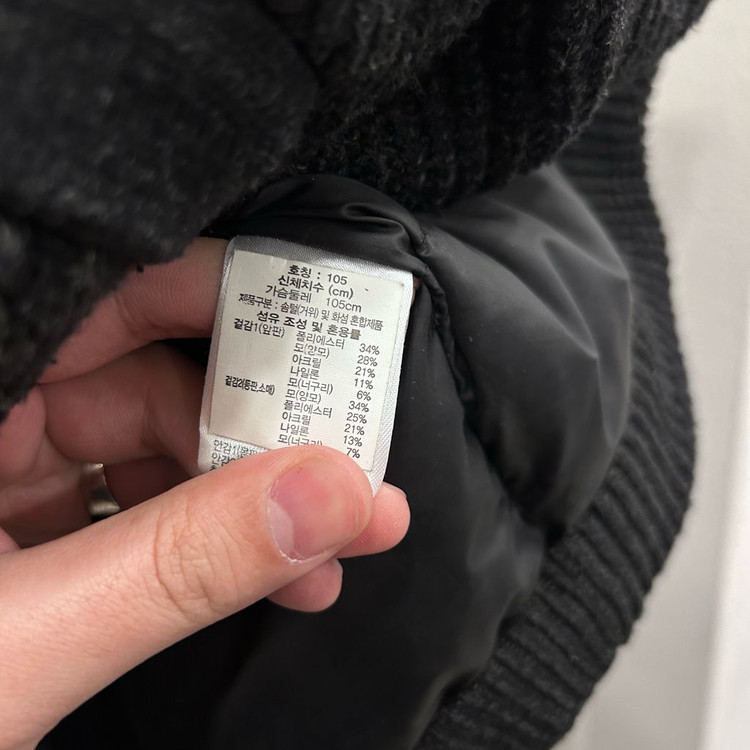 호칭 : 105
신체치수 (cm)
가슴둘레 105cm
제품구분 : 솜털(거위) 및 화섬 혼합제품
섬유 조성 및 혼용률
겉감1(앞판) 폴리에스터 34%
모(양모) 28%
아크릴 21%
나일론 11%
모(너구리) 6%
겉감2(등판,소매) 모(양모) 34%
폴리에스터 25%
아크릴 21%
나일론 13%
모(너구리) 7%
안감1